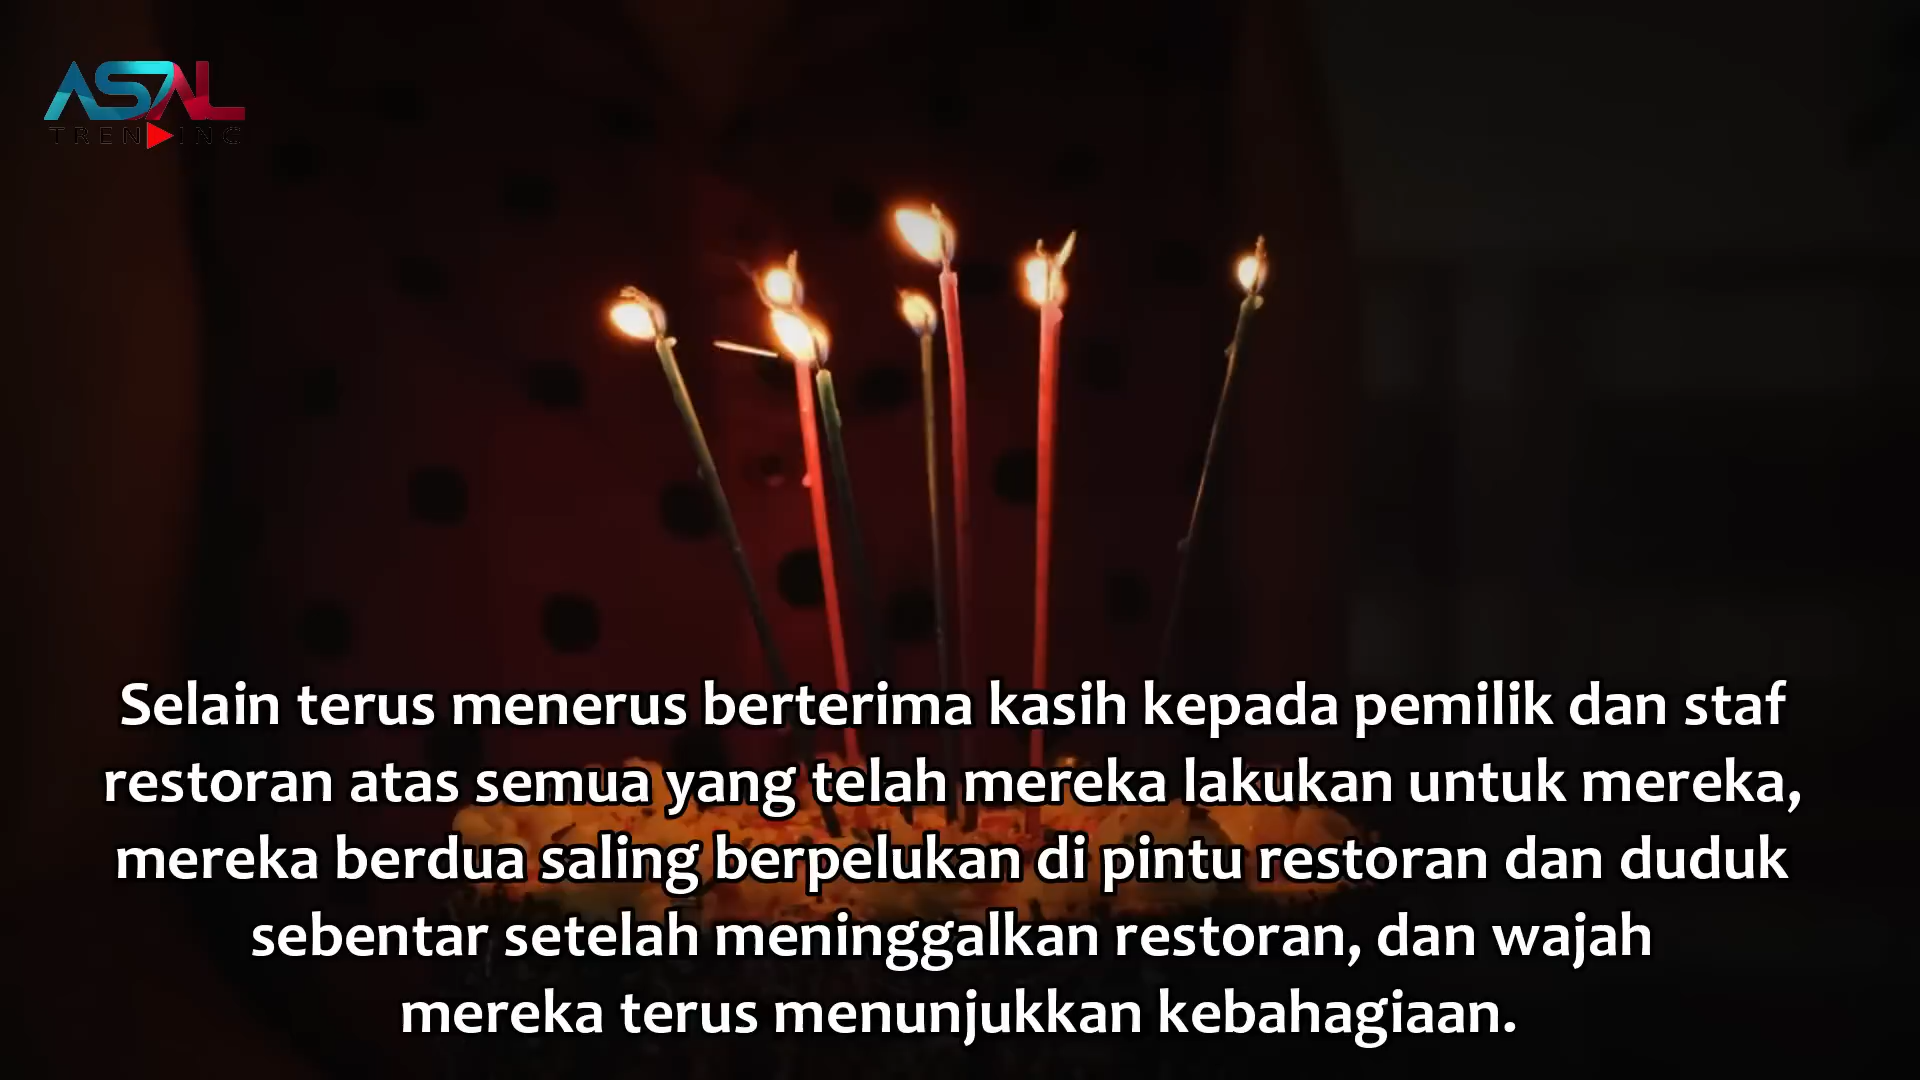 ASAL
TRENDING
Selain terus menerus berterima kasih kepada pemilik dan staf
restoran atas semua yang telah mereka lakukan untuk mereka,
mereka berdua saling berpelukan di pintu restoran dan duduk
sebentar setelah meninggalkan restoran, dan wajah
mereka terus menunjukkan kebahagiaan.